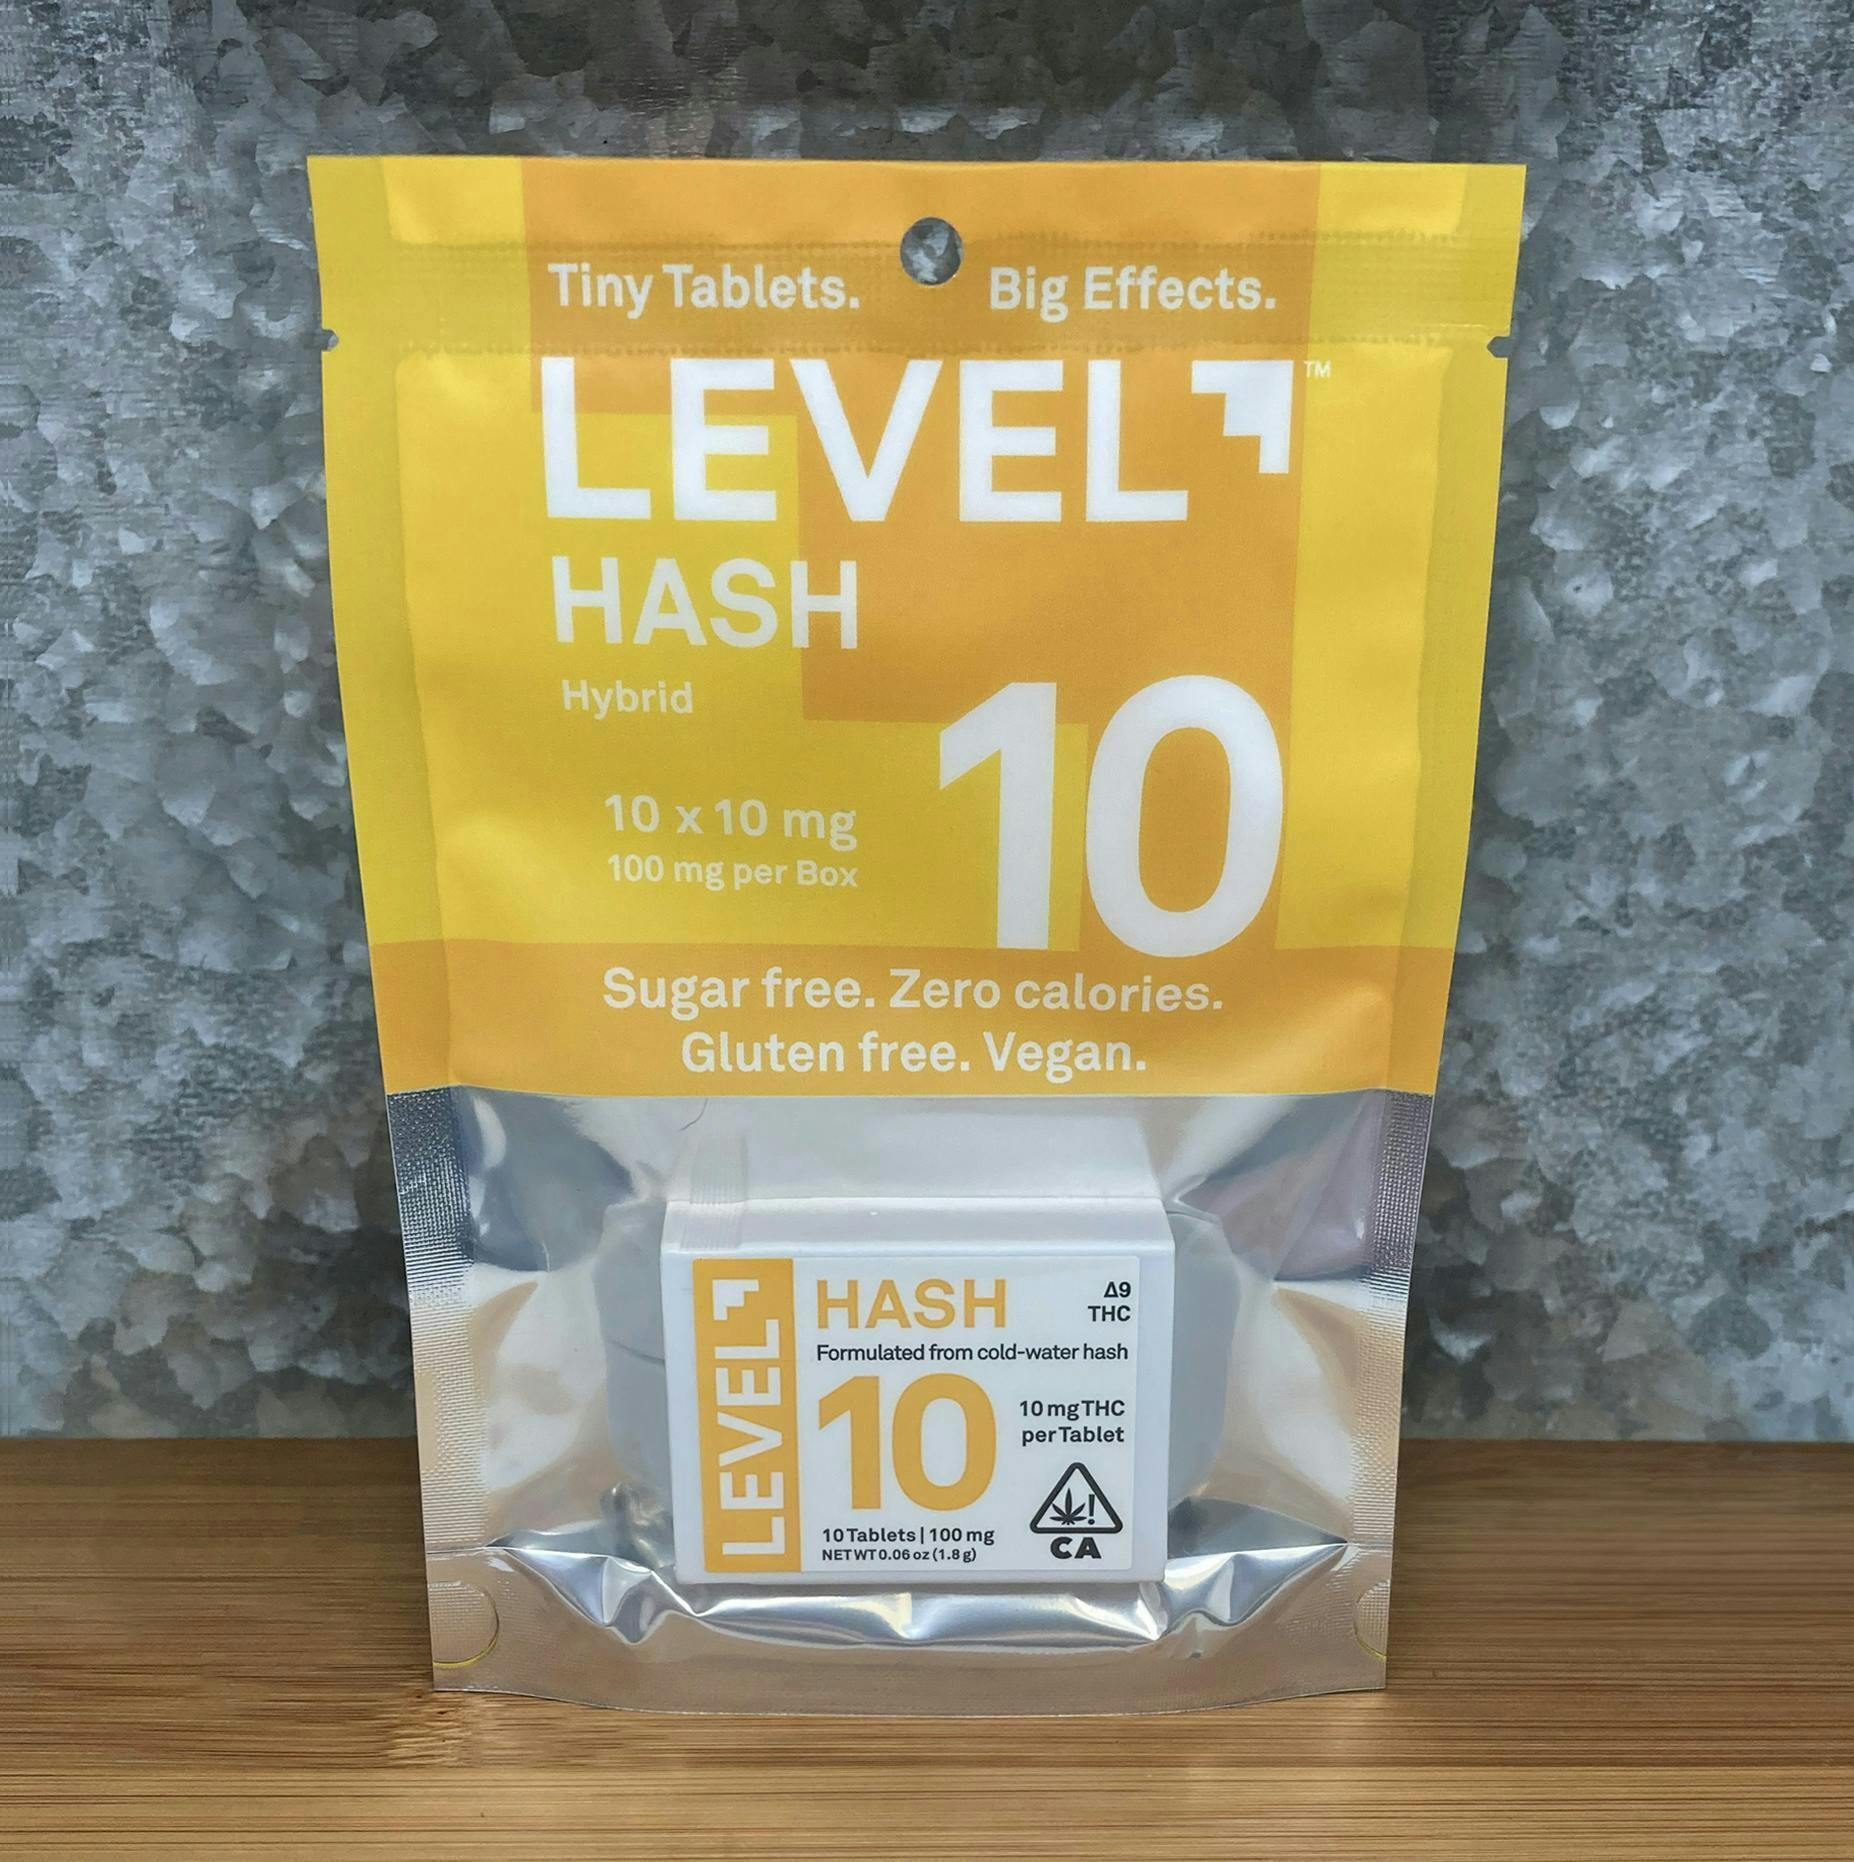 Tiny Tablets. Big Effects.
LEVEL™
HASH
Hybrid
10
10 x 10 mg
100 mg per Box
Sugar free. Zero calories.
Gluten free. Vegan.
LEVEL
HASH
Δ9
THC
Formulated from cold-water hash
10
10 mg THC
per Tablet
10 Tablets | 100 mg
NET WT 0.06 oz (1.8 g)
!
CA